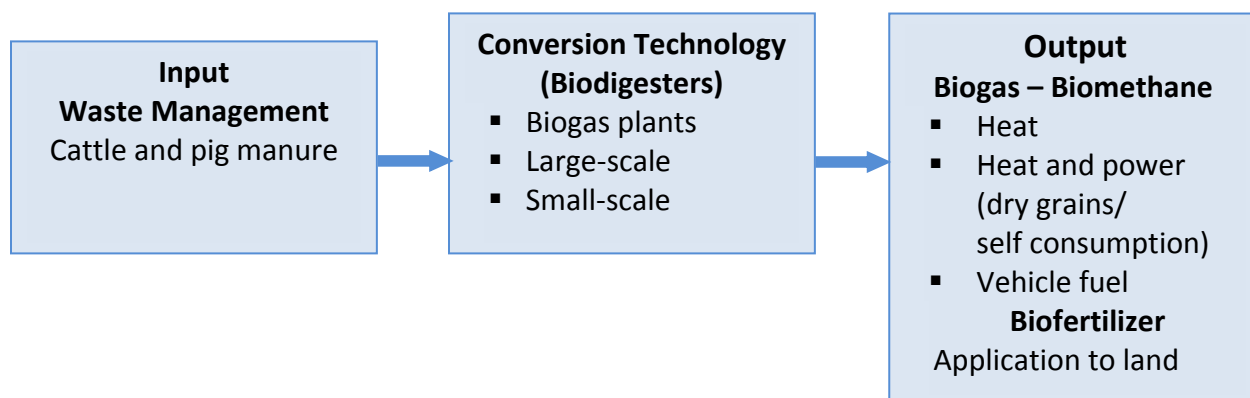 Input
Waste Management
Cattle and pig manure
Conversion Technology
(Biodigesters)
▪ Biogas plants
▪ Large-scale
▪ Small-scale
Output
Biogas – Biomethane
▪ Heat
▪ Heat and power
(dry grains/
self consumption)
▪ Vehicle fuel
Biofertilizer
Application to land